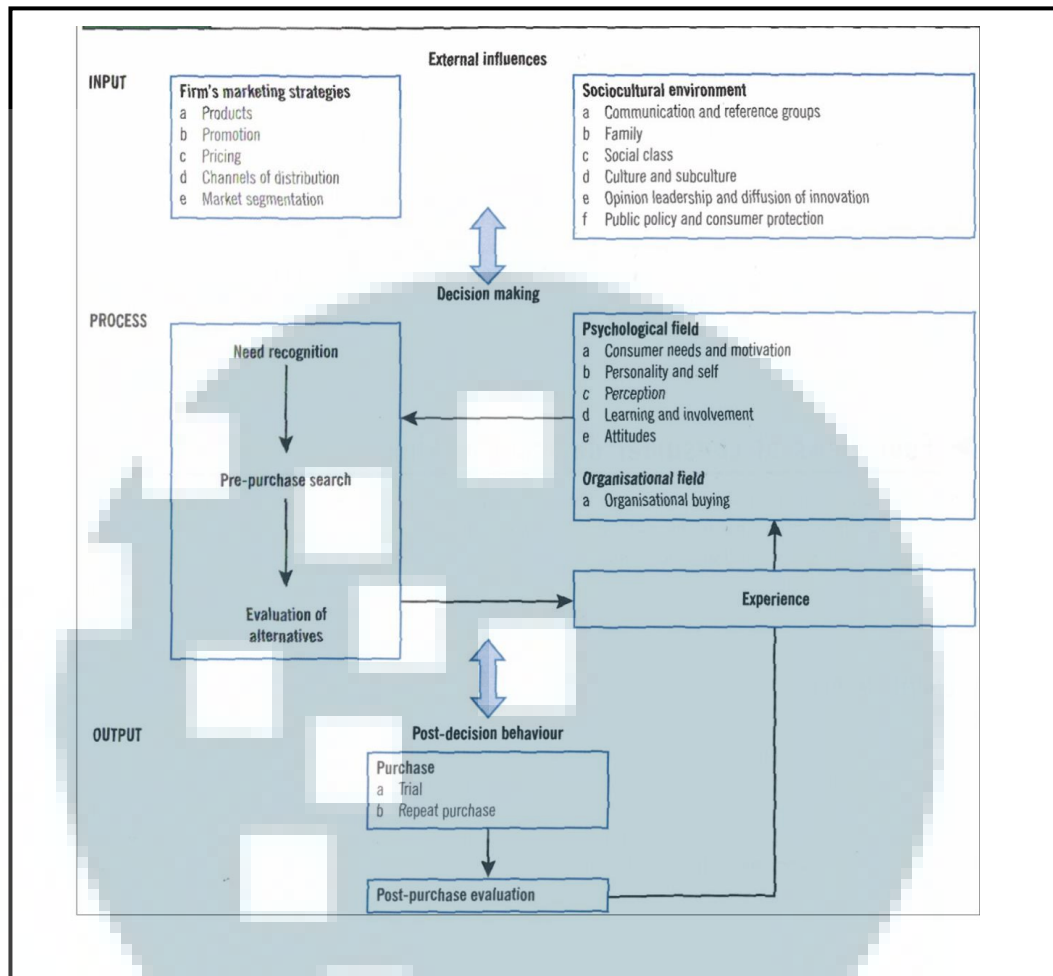 External influences
INPUT
Firm's marketing strategies
a Products
b Promotion
c Pricing
d Channels of distribution
e Market segmentation
Sociocultural environment
a Communication and reference groups
b Family
c Social class
d Culture and subculture
e Opinion leadership and diffusion of innovation
f Public policy and consumer protection
Decision making
PROCESS
Need recognition
Pre-purchase search
Evaluation of
alternatives
Psychological field
a Consumer needs and motivation
b Personality and self
c Perception
d Learning and involvement
e Attitudes
Organisational field
a Organisational buying
Experience
OUTPUT
Post-decision behaviour
Purchase
a Trial
b Repeat purchase
Post-purchase evaluation